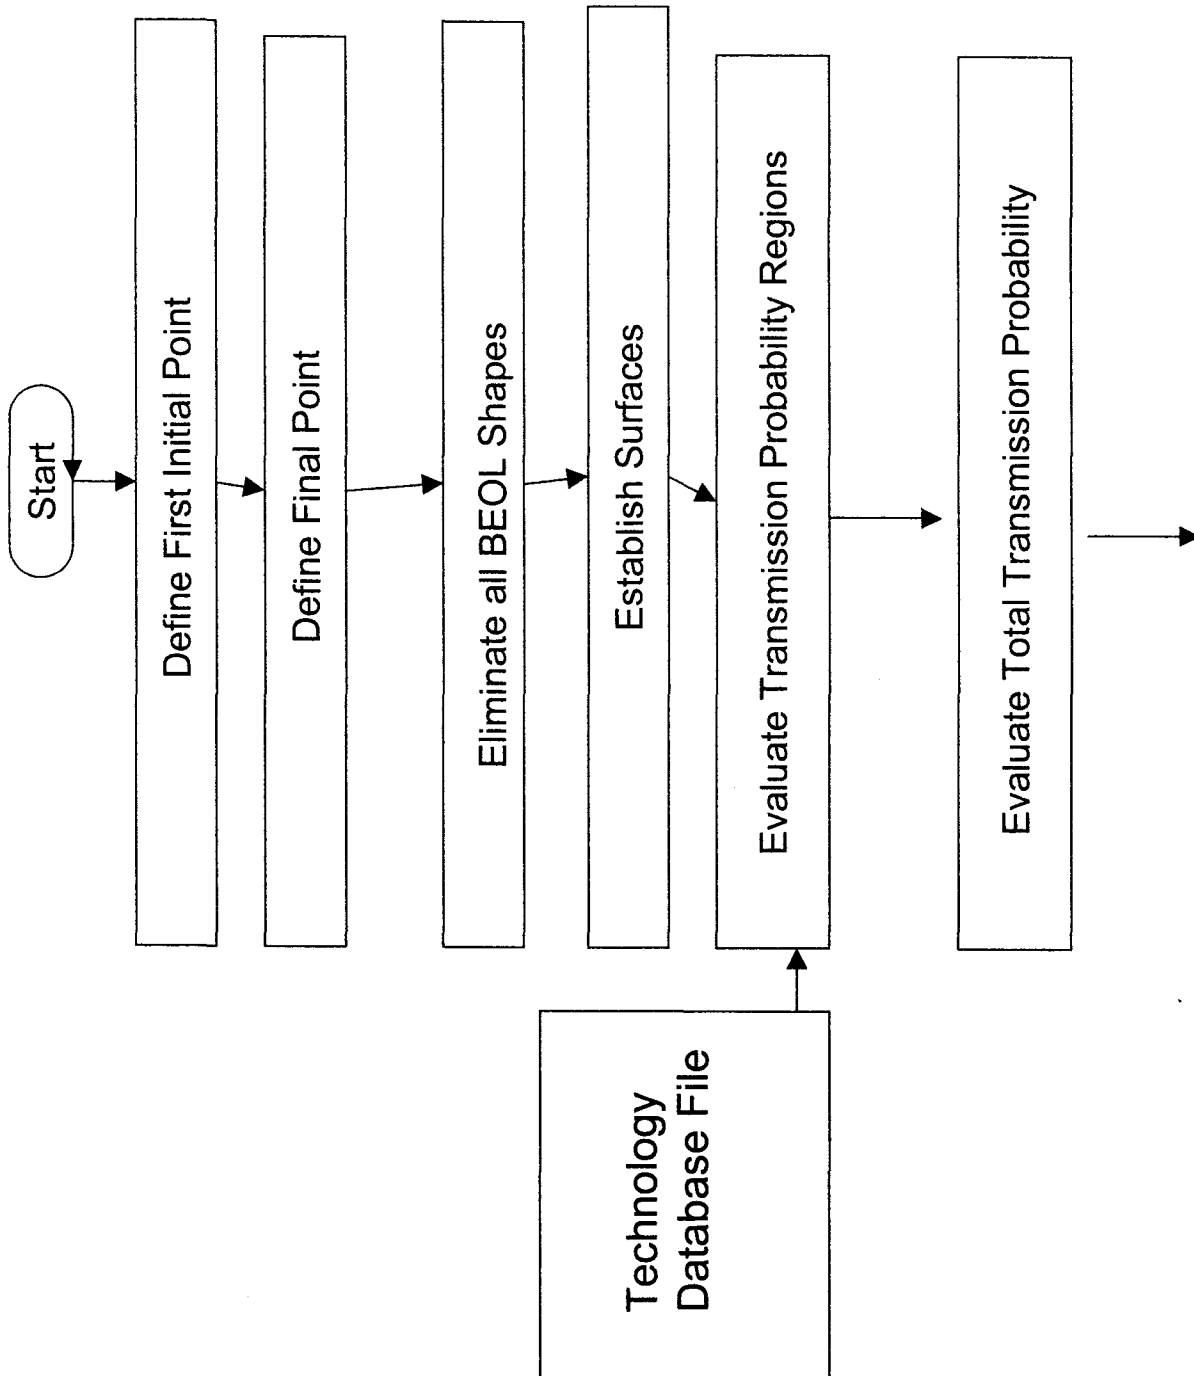 Start
Define First Initial Point
Define Final Point
Eliminate all BEOL Shapes
Establish Surfaces
Technology
Database File
Evaluate Transmission Probability Regions
Evaluate Total Transmission Probability